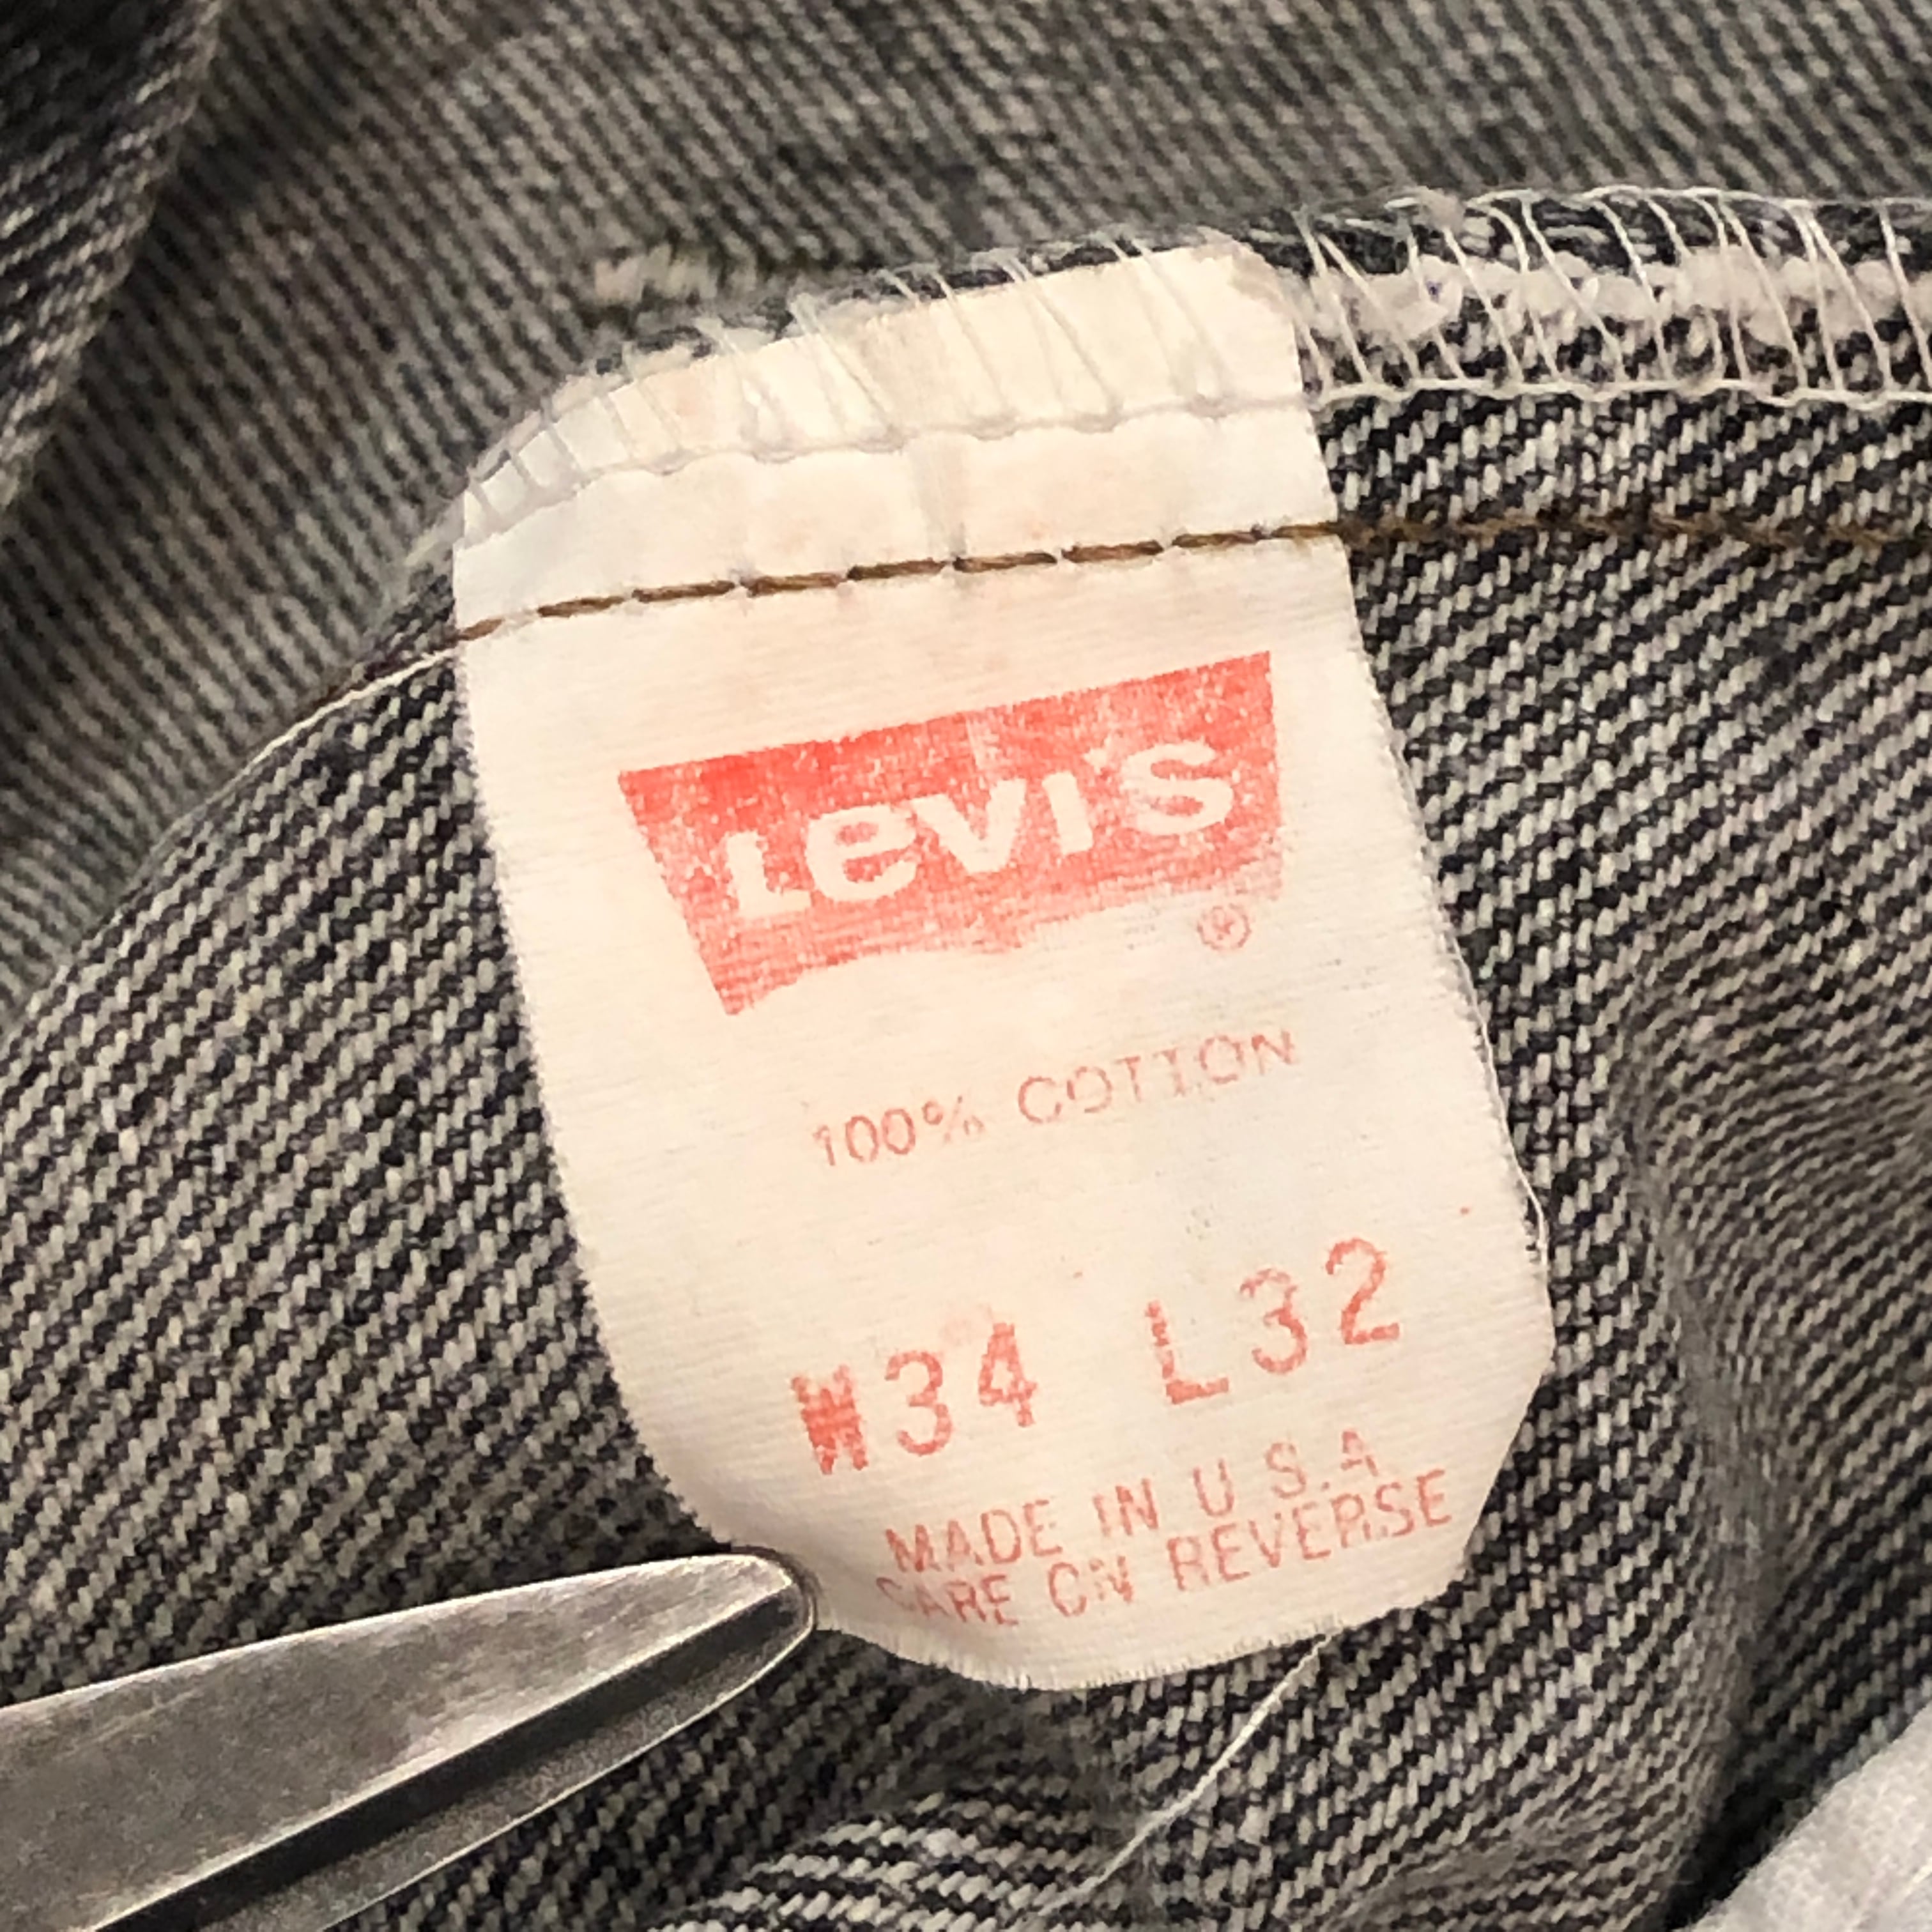 Levi's
®
100% COTTON
W34 L32
MADE IN U.S.A
CARE ON REVERSE